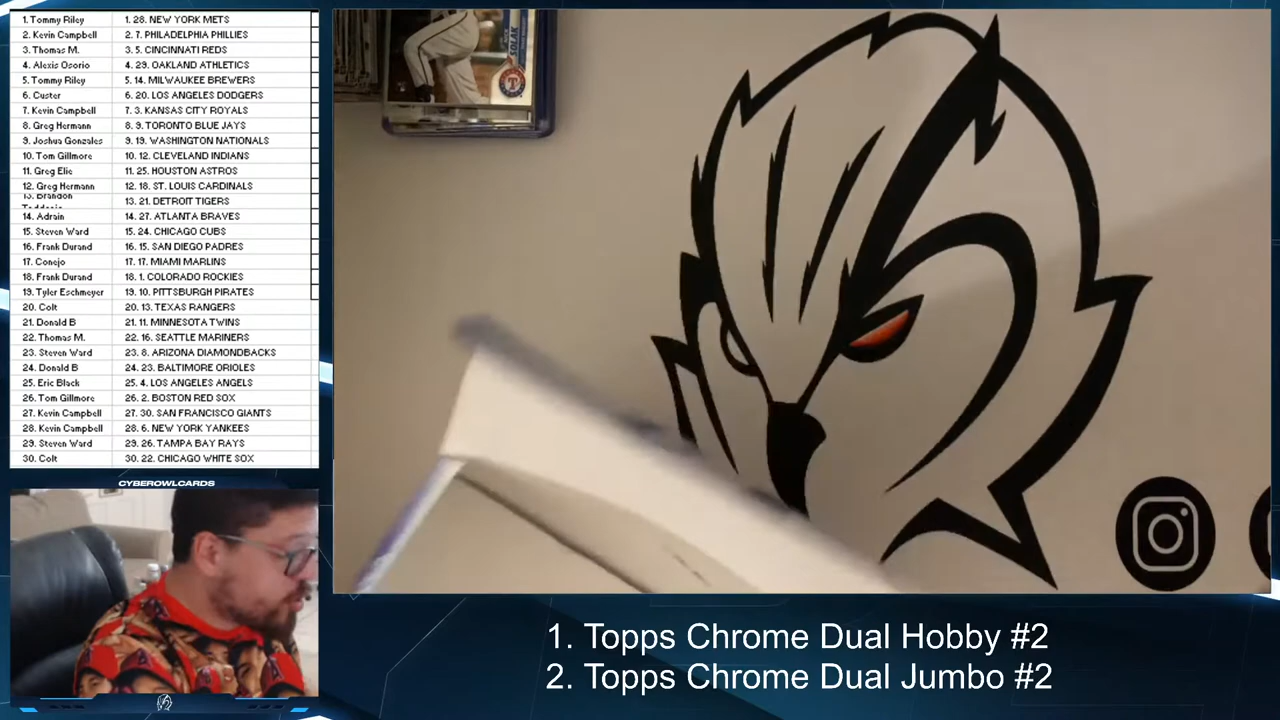 1. Tommy Riley 1. 28. NEW YORK METS
2. Kevin Campbell 2. 7. PHILADELPHIA PHILLIES
3. Thomas M. 3. 5. CINCINNATI REDS
4. Alexis Osorio 4. 29. OAKLAND ATHLETICS
5. Tommy Riley 5. 14. MILWAUKEE BREWERS
6. Custer 6. 20. LOS ANGELES DODGERS
7. Kevin Campbell 7. 3. KANSAS CITY ROYALS
8. Greg Hermann 8. 9. TORONTO BLUE JAYS
9. Joshua Gonzales 9. 19. WASHINGTON NATIONALS
10. Tom Gillmore 10. 12. CLEVELAND INDIANS
11. Greg Elie 11. 25. HOUSTON ASTROS
12. Greg Hermann 12. 18. ST. LOUIS CARDINALS
13. Brandon 13. 21. DETROIT TIGERS
14. Adrain 14. 27. ATLANTA BRAVES
15. Steven Ward 15. 24. CHICAGO CUBS
16. Frank Durand 16. 15. SAN DIEGO PADRES
17. Conejo 17. 17. MIAMI MARLINS
18. Frank Durand 18. 1. COLORADO ROCKIES
19. Tyler Eschmeyer 19. 10. PITTSBURGH PIRATES
20. Colt 20. 13. TEXAS RANGERS
21. Donald B 21. 11. MINNESOTA TWINS
22. Thomas M. 22. 16. SEATTLE MARINERS
23. Steven Ward 23. 8. ARIZONA DIAMONDBACKS
24. Donald B 24. 23. BALTIMORE ORIOLES
25. Eric Black 25. 4. LOS ANGELES ANGELS
26. Tom Gillmore 26. 2. BOSTON RED SOX
27. Kevin Campbell 27. 30. SAN FRANCISCO GIANTS
28. Kevin Campbell 28. 6. NEW YORK YANKEES
29. Steven Ward 29. 26. TAMPA BAY RAYS
30. Colt 30. 22. CHICAGO WHITE SOX
CYBEROWLCARDS
SOLAK
1. Topps Chrome Dual Hobby #2
2. Topps Chrome Dual Jumbo #2